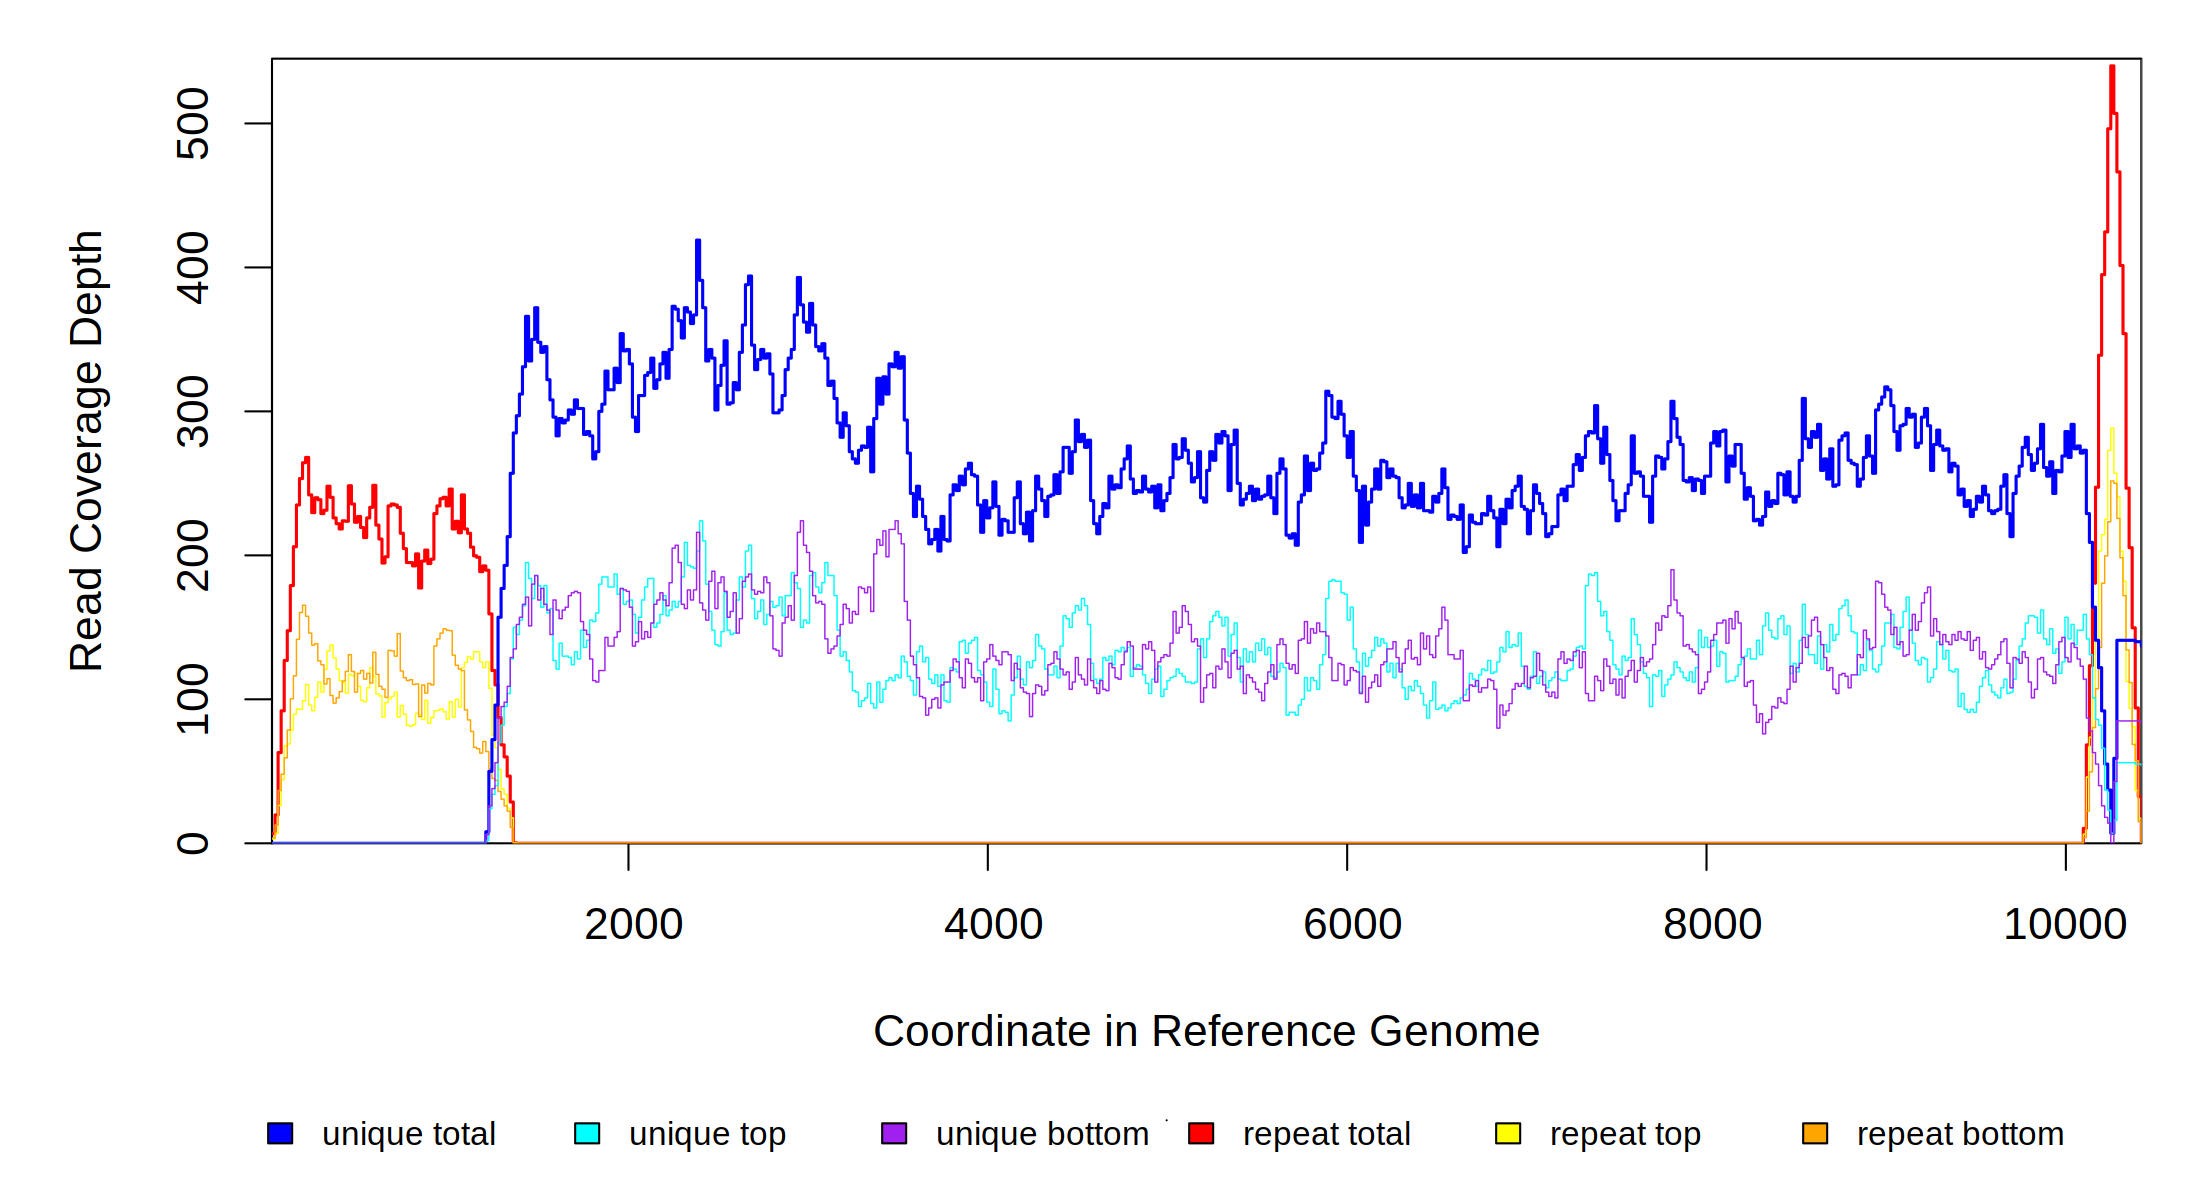 Read Coverage Depth
500
400
300
200
100
0
2000 4000 6000 8000 10000
Coordinate in Reference Genome
unique total unique top unique bottom repeat total repeat top repeat bottom